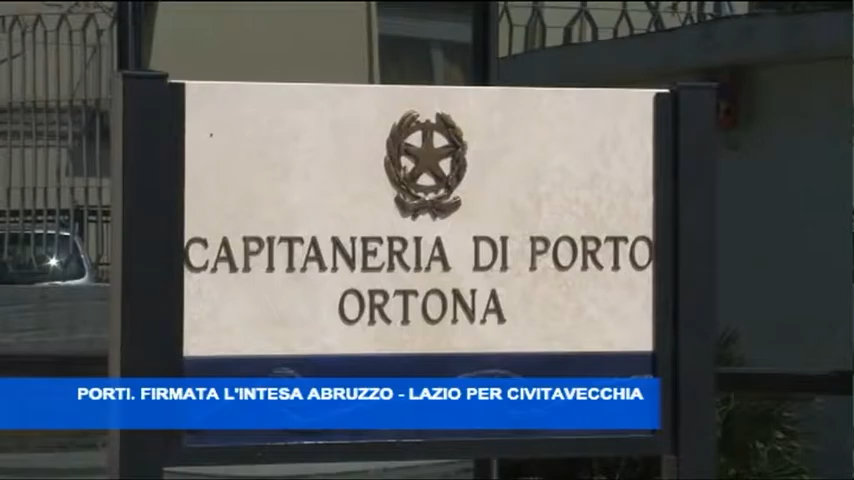 CAPITANERIA DI PORTO
ORTONA
PORTI. FIRMATA L'INTESA ABRUZZO - LAZIO PER CIVITAVECCHIA